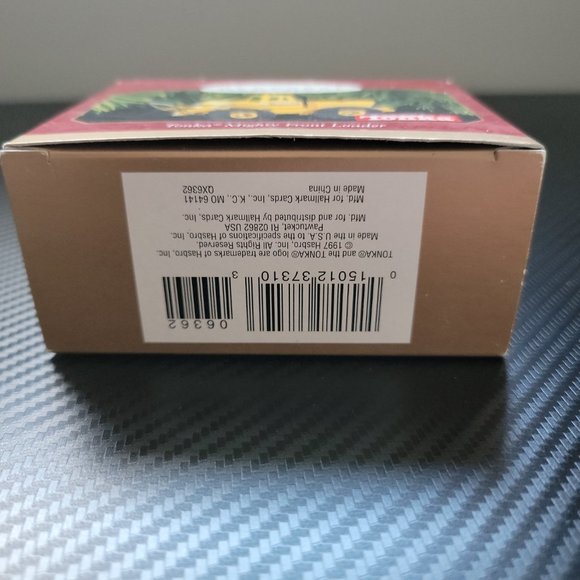 Tonka® Mighty Front Loader
Tonka
06362
0 15012 37310 3
TONKA® and the TONKA® logo are trademarks of Hasbro, Inc.
© 1997 Hasbro, Inc. All Rights Reserved.
Made in the U.S.A. to the specifications of Hasbro, Inc.
Pawtucket, RI 02862 USA
Mfd. for and distributed by Hallmark Cards, Inc.
Mfd. for Hallmark Cards, Inc., K.C., MO 64141
Made in China
QX6362